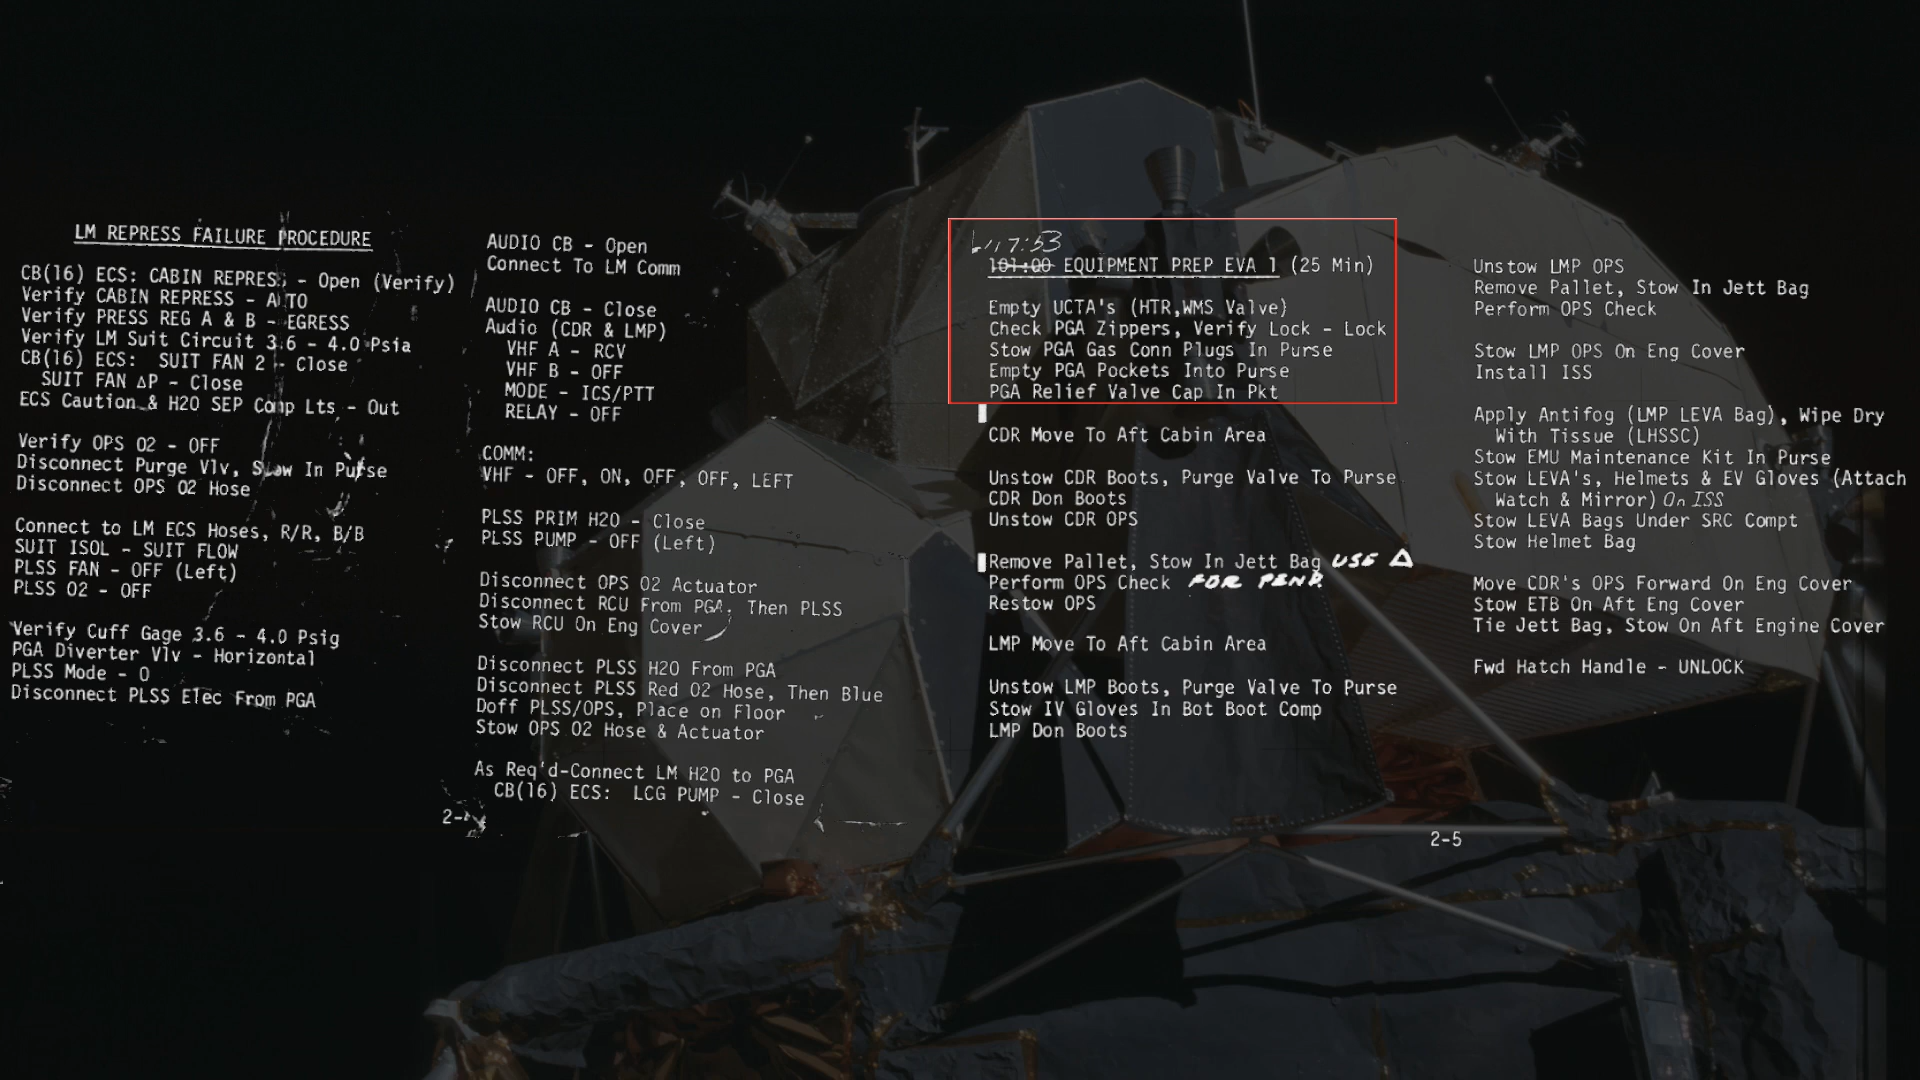 LM REPRESS FAILURE PROCEDURE
CB(16) ECS: CABIN REPRESS - Open (Verify)
Verify CABIN REPRESS - AUTO
Verify PRESS REG A & B - EGRESS
Verify LM Suit Circuit 3.6 - 4.0 Psia
CB(16) ECS: SUIT FAN 2 - Close
SUIT FAN ΔP - Close
ECS Caution & H2O SEP Comp Lts - Out
Verify OPS O2 - OFF
Disconnect Purge Vlv, Stow In Purse
Disconnect OPS O2 Hose
Connect to LM ECS Hoses, R/R, B/B
SUIT ISOL - SUIT FLOW
PLSS FAN - OFF (Left)
PLSS O2 - OFF
Verify Cuff Gage 3.6 - 4.0 Psig
PGA Diverter Vlv - Horizontal
PLSS Mode - O
Disconnect PLSS Elec From PGA
AUDIO CB - Open
Connect To LM Comm
AUDIO CB - Close
Audio (CDR & LMP)
VHF A - RCV
VHF B - OFF
MODE - ICS/PTT
RELAY - OFF
COMM:
VHF - OFF, ON, OFF, OFF, LEFT
PLSS PRIM H2O - Close
PLSS PUMP - OFF (Left)
Disconnect OPS O2 Actuator
Disconnect RCU From PGA, Then PLSS
Stow RCU On Eng Cover
Disconnect PLSS H2O From PGA
Disconnect PLSS Red O2 Hose, Then Blue
Doff PLSS/OPS, Place on Floor
Stow OPS O2 Hose & Actuator
As Req'd-Connect LM H2O to PGA
CB(16) ECS: LCG PUMP - Close
7:53
101:00 EQUIPMENT PREP EVA 1 (25 Min)
Empty UCTA's (HTR,WMS Valve)
Check PGA Zippers, Verify Lock - Lock
Stow PGA Gas Conn Plugs In Purse
Empty PGA Pockets Into Purse
PGA Relief Valve Cap In Pkt
CDR Move To Aft Cabin Area
Unstow CDR Boots, Purge Valve To Purse
CDR Don Boots
Unstow CDR OPS
Remove Pallet, Stow In Jett Bag USE Δ
Perform OPS Check FOR PEND.
Restow OPS
LMP Move To Aft Cabin Area
Unstow LMP Boots, Purge Valve To Purse
Stow IV Gloves In Bot Boot Comp
LMP Don Boots
Unstow LMP OPS
Remove Pallet, Stow In Jett Bag
Perform OPS Check
Stow LMP OPS On Eng Cover
Install ISS
Apply Antifog (LMP LEVA Bag), Wipe Dry
With Tissue (LHSSC)
Stow EMU Maintenance Kit In Purse
Stow LEVA's, Helmets & EV Gloves (Attach
Watch & Mirror) On ISS
Stow LEVA Bags Under SRC Compt
Stow Helmet Bag
Move CDR's OPS Forward On Eng Cover
Stow ETB On Aft Eng Cover
Tie Jett Bag, Stow On Aft Engine Cover
Fwd Hatch Handle - UNLOCK
2-5